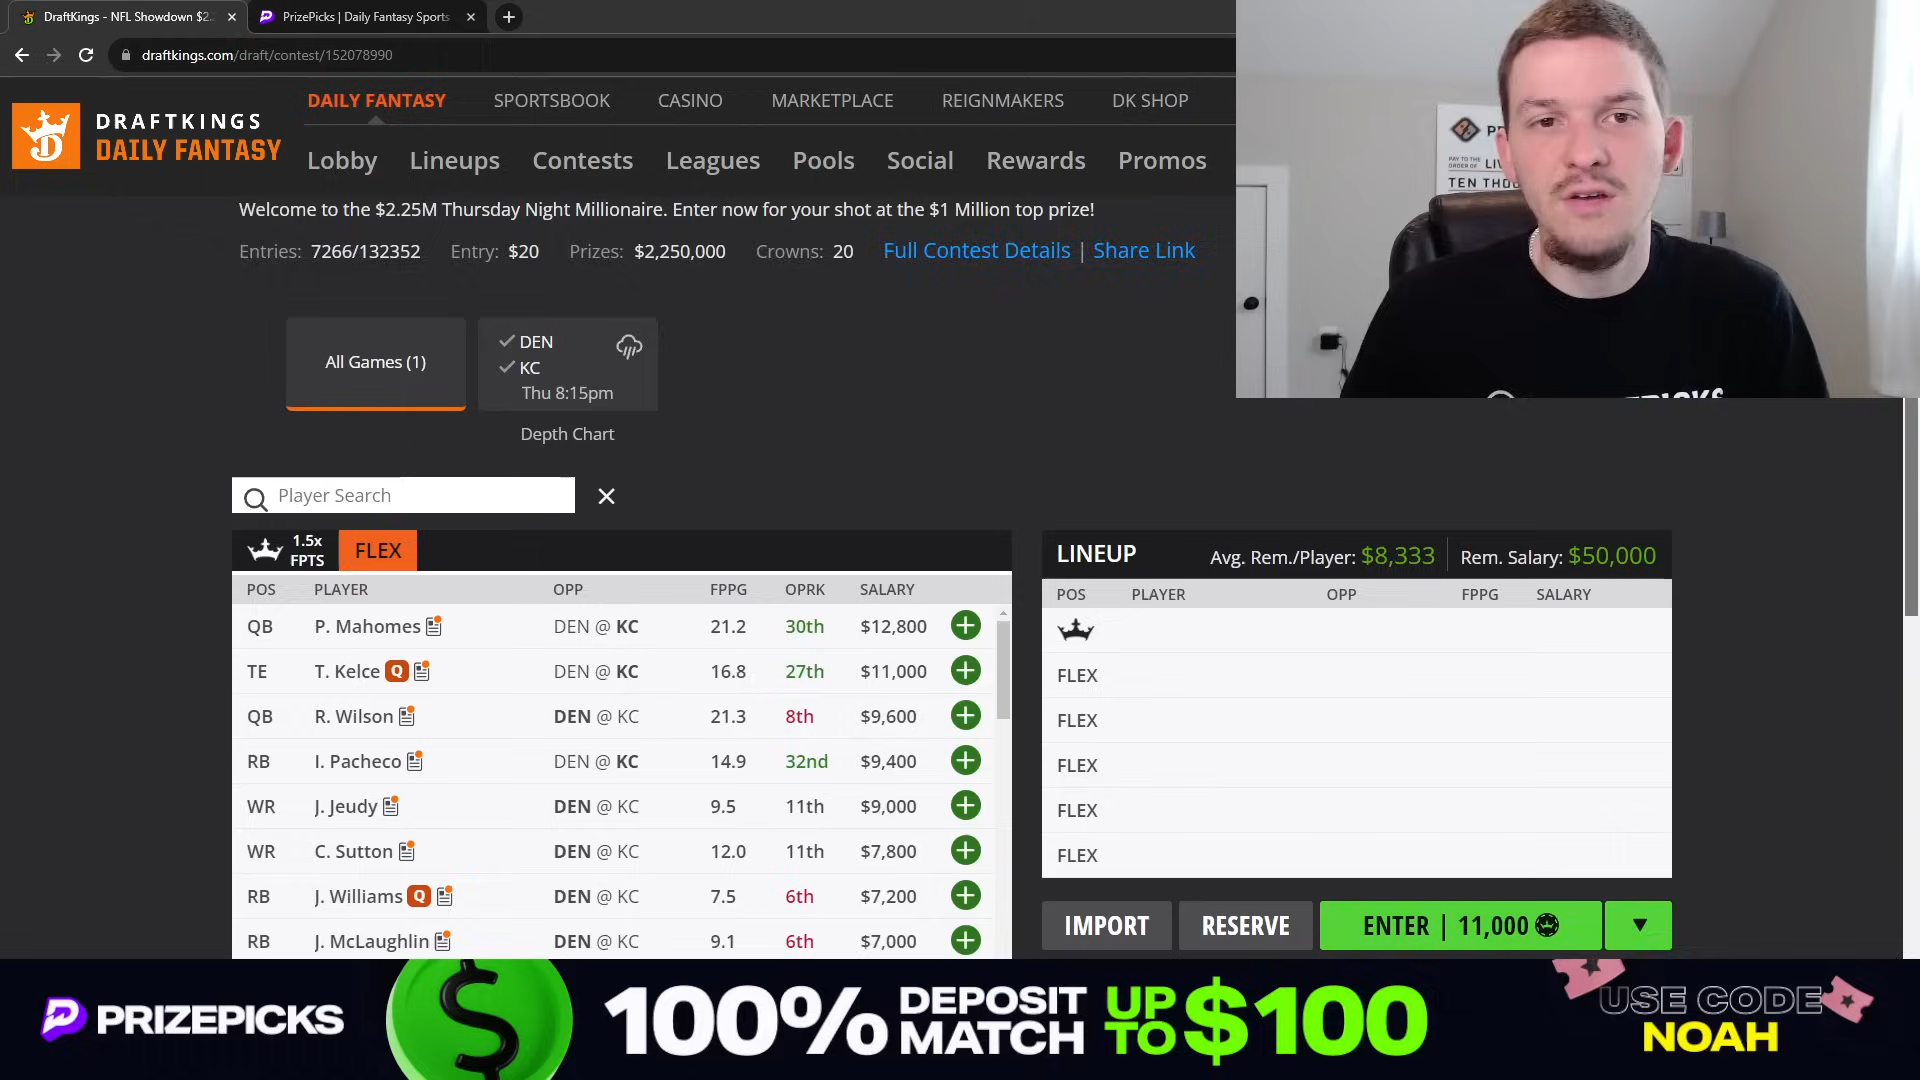 DraftKings - NFL Showdown $2.
PrizePicks | Daily Fantasy Sports
draftkings.com/draft/contest/152078990
DRAFTKINGS
DAILY FANTASY
DAILY FANTASY SPORTSBOOK CASINO MARKETPLACE REIGNMAKERS DK SHOP
Lobby Lineups Contests Leagues Pools Social Rewards Promos
Welcome to the $2.25M Thursday Night Millionaire. Enter now for your shot at the $1 Million top prize!
Entries: 7266/132352 Entry: $20 Prizes: $2,250,000 Crowns: 20 Full Contest Details | Share Link
PAY TO THE
ORDER OF
All Games (1)
DEN
KC
Thu 8:15pm
Depth Chart
Player Search
1.5x
FPTS
FLEX
POS PLAYER OPP FPPG OPRK SALARY
QB P. Mahomes DEN @ KC 21.2 30th $12,800
TE T. Kelce Q DEN @ KC 16.8 27th $11,000
QB R. Wilson DEN @ KC 21.3 8th $9,600
RB I. Pacheco DEN @ KC 14.9 32nd $9,400
WR J. Jeudy DEN @ KC 9.5 11th $9,000
WR C. Sutton DEN @ KC 12.0 11th $7,800
RB J. Williams Q DEN @ KC 7.5 6th $7,200
RB J. McLaughlin DEN @ KC 9.1 6th $7,000
LINEUP Avg. Rem./Player: $8,333 Rem. Salary: $50,000
POS PLAYER OPP FPPG SALARY
FLEX
FLEX
FLEX
FLEX
FLEX
IMPORT RESERVE ENTER | 11,000
PRIZEPICKS
100% DEPOSIT MATCH UP TO $100
USE CODE
NOAH